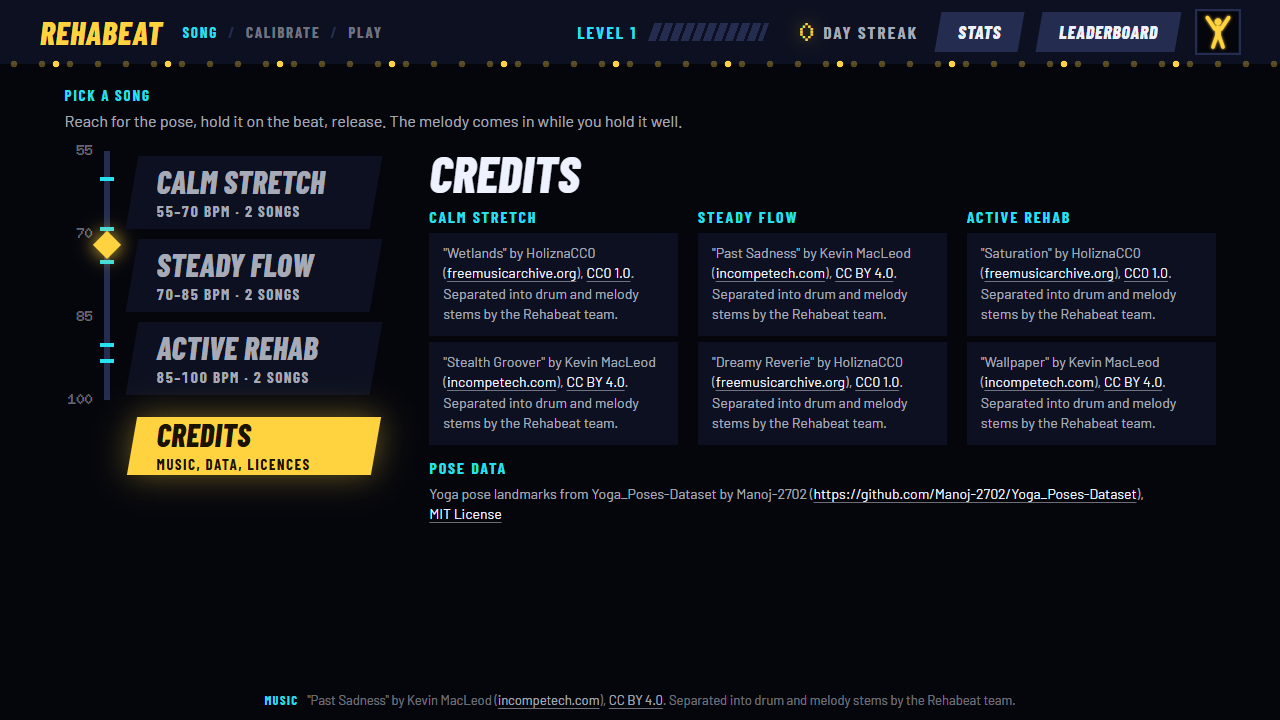 REHABEAT SONG / CALIBRATE / PLAY LEVEL 1 0 DAY STREAK STATS LEADERBOARD
PICK A SONG
Reach for the pose, hold it on the beat, release. The melody comes in while you hold it well.
55
70
85
100
CALM STRETCH
55–70 BPM · 2 SONGS
STEADY FLOW
70–85 BPM · 2 SONGS
ACTIVE REHAB
85–100 BPM · 2 SONGS
CREDITS
MUSIC, DATA, LICENCES
CREDITS
CALM STRETCH
"Wetlands" by HoliznaCC0
(freemusicarchive.org), CC0 1.0.
Separated into drum and melody
stems by the Rehabeat team.
"Stealth Groover" by Kevin MacLeod
(incompetech.com), CC BY 4.0.
Separated into drum and melody
stems by the Rehabeat team.
STEADY FLOW
"Past Sadness" by Kevin MacLeod
(incompetech.com), CC BY 4.0.
Separated into drum and melody
stems by the Rehabeat team.
"Dreamy Reverie" by HoliznaCC0
(freemusicarchive.org), CC0 1.0.
Separated into drum and melody
stems by the Rehabeat team.
ACTIVE REHAB
"Saturation" by HoliznaCC0
(freemusicarchive.org), CC0 1.0.
Separated into drum and melody
stems by the Rehabeat team.
"Wallpaper" by Kevin MacLeod
(incompetech.com), CC BY 4.0.
Separated into drum and melody
stems by the Rehabeat team.
POSE DATA
Yoga pose landmarks from Yoga_Poses-Dataset by Manoj-2702 (https://github.com/Manoj-2702/Yoga_Poses-Dataset),
MIT License
MUSIC "Past Sadness" by Kevin MacLeod (incompetech.com), CC BY 4.0. Separated into drum and melody stems by the Rehabeat team.